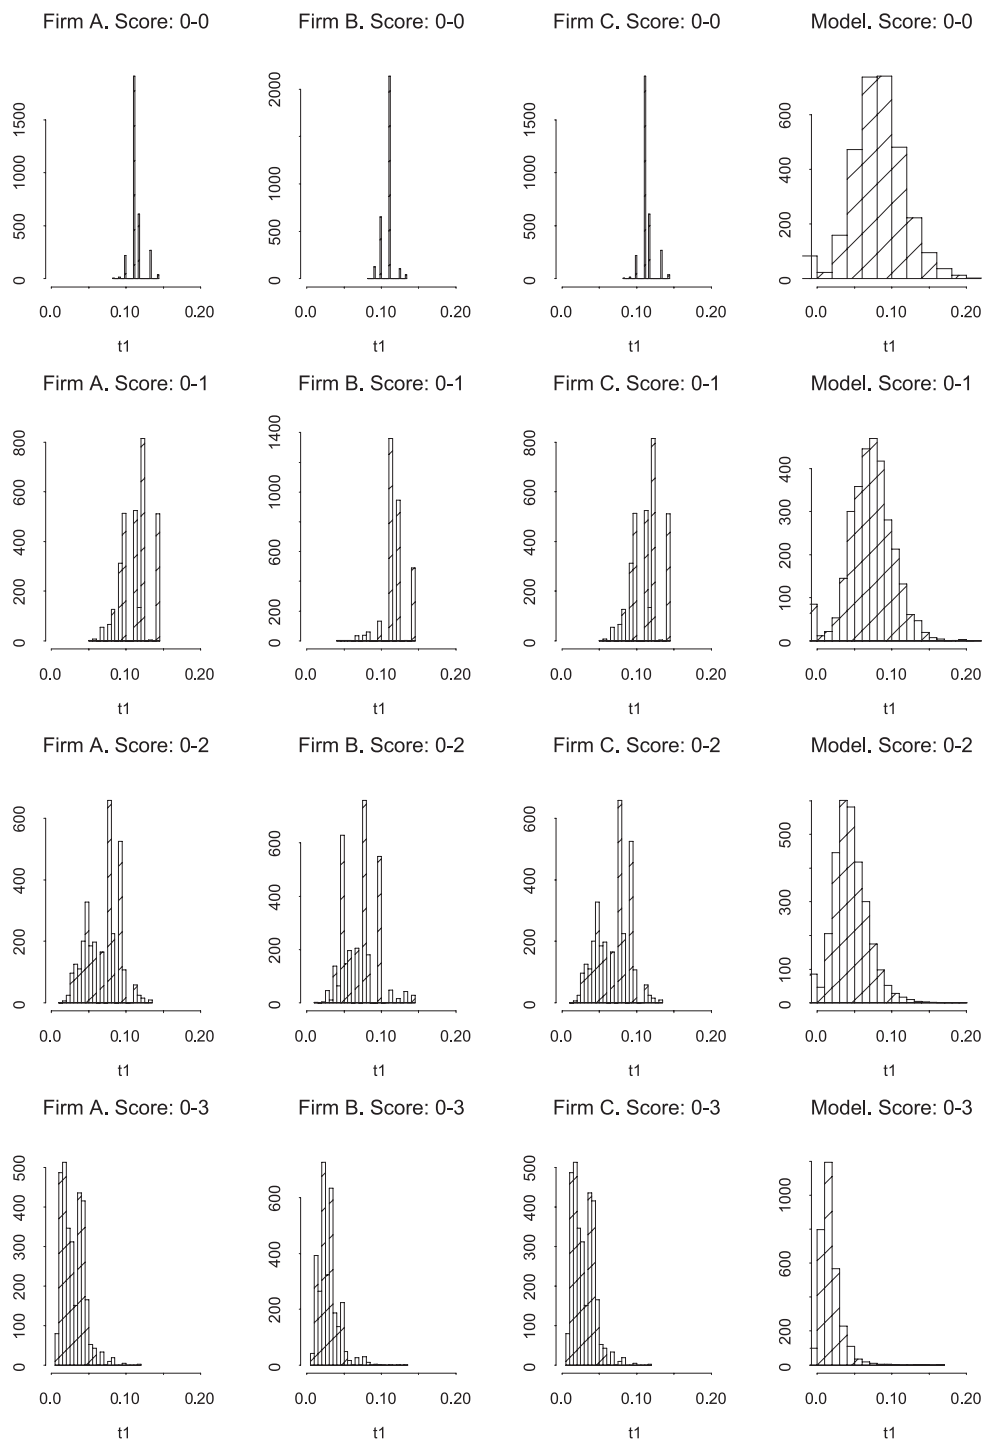 Firm A. Score: 0-0
0 500 1000 1500
0.0 0.10 0.20
t1
Firm B. Score: 0-0
0 500 1000 2000
0.0 0.10 0.20
t1
Firm C. Score: 0-0
0 500 1000 1500
0.0 0.10 0.20
t1
Model. Score: 0-0
0 200 400 600
0.0 0.10 0.20
t1
Firm A. Score: 0-1
0 200 400 600 800
0.0 0.10 0.20
t1
Firm B. Score: 0-1
0 200 600 1000 1400
0.0 0.10 0.20
t1
Firm C. Score: 0-1
0 200 400 600 800
0.0 0.10 0.20
t1
Model. Score: 0-1
0 100 200 300 400
0.0 0.10 0.20
t1
Firm A. Score: 0-2
0 200 400 600
0.0 0.10 0.20
t1
Firm B. Score: 0-2
0 200 400 600
0.0 0.10 0.20
t1
Firm C. Score: 0-2
0 200 400 600
0.0 0.10 0.20
t1
Model. Score: 0-2
0 100 300 500
0.0 0.10 0.20
t1
Firm A. Score: 0-3
0 100 200 300 400 500
0.0 0.10 0.20
t1
Firm B. Score: 0-3
0 200 400 600
0.0 0.10 0.20
t1
Firm C. Score: 0-3
0 100 200 300 400 500
0.0 0.10 0.20
t1
Model. Score: 0-3
0 200 600 1000
0.0 0.10 0.20
t1